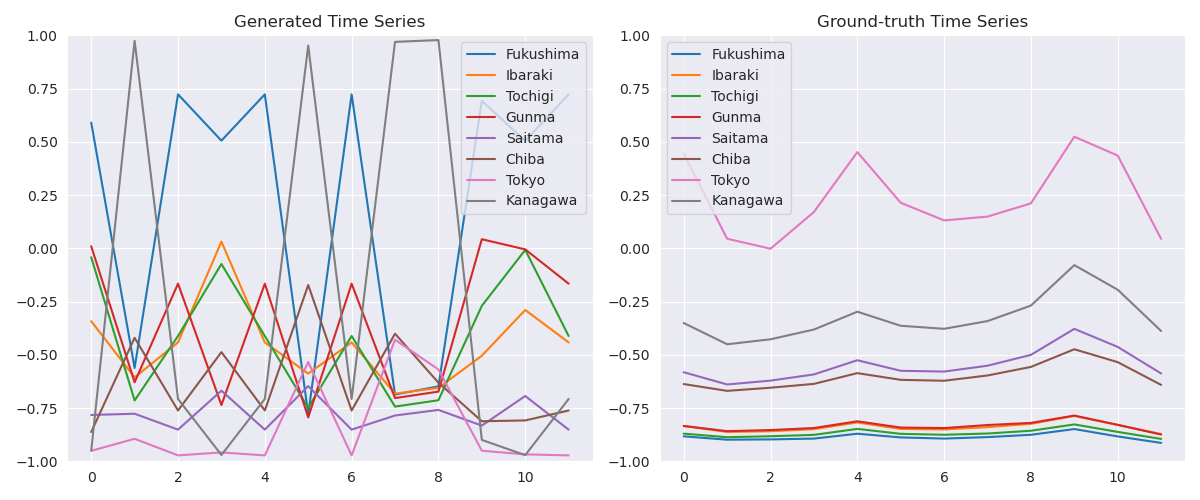 Generated Time Series
1.00
0.75
0.50
0.25
0.00
−0.25
−0.50
−0.75
−1.00
0 2 4 6 8 10
Fukushima
Ibaraki
Tochigi
Gunma
Saitama
Chiba
Tokyo
Kanagawa
Ground-truth Time Series
1.00
0.75
0.50
0.25
0.00
−0.25
−0.50
−0.75
−1.00
0 2 4 6 8 10
Fukushima
Ibaraki
Tochigi
Gunma
Saitama
Chiba
Tokyo
Kanagawa